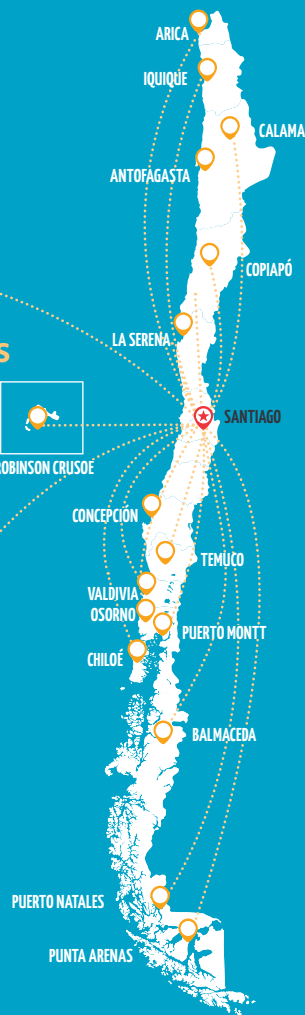 ARICA
IQUIQUE
CALAMA
ANTOFAGASTA
COPIAPÓ
LA SERENA
S
SANTIAGO
ROBINSON CRUSOE
CONCEPCIÓN
TEMUCO
VALDIVIA
OSORNO
PUERTO MONTT
CHILOÉ
BALMACEDA
PUERTO NATALES
PUNTA ARENAS